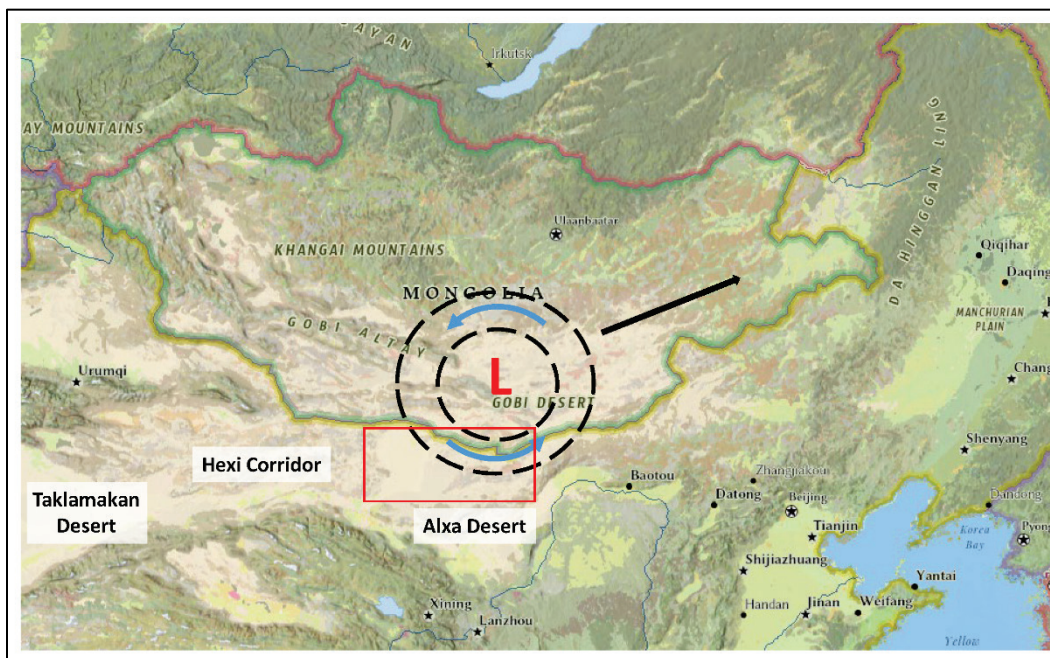 AYAN
Irkutsk
AY MOUNTAINS
DA HINGGAN LING
Ulaanbaatar
KHANGAI MOUNTAINS
Qiqihar
Daqing
MONGOLIA
MANCHURIAN
PLAIN
GOBI ALTAY
L
Urumqi
Chang
GOBI DESERT
Shenyang
Hexi Corridor
Baotou
Zhangjiakou
Taklamakan
Desert
Datong
Beijing
Dandong
Alxa Desert
Tianjin
Korea
Bay
Pyong
Shijiazhuang
Yantai
Xining
Handan
Jinan
Weifang
Lanzhou
Yellow